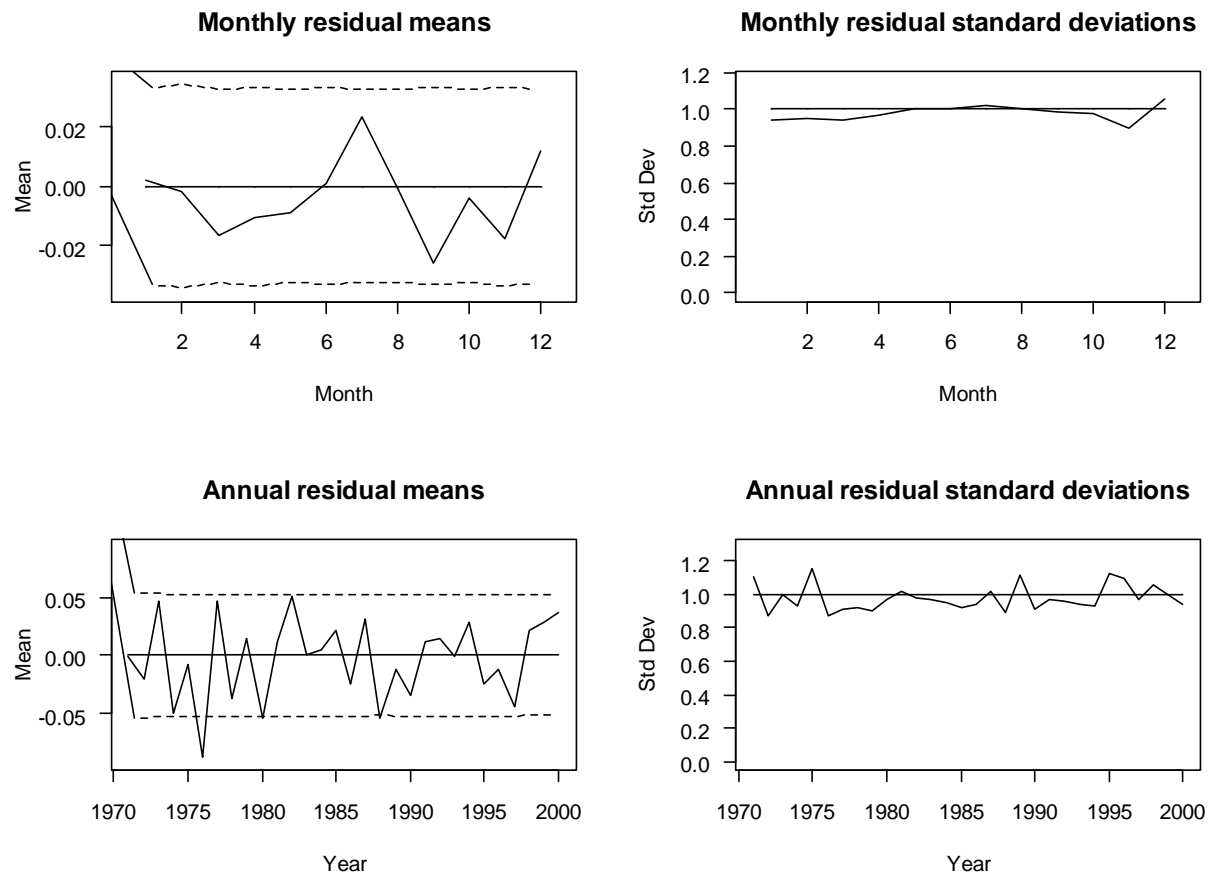 Monthly residual means
Mean
0.02
0.00
-0.02
2 4 6 8 10 12
Month
Monthly residual standard deviations
Std Dev
1.2
1.0
0.8
0.6
0.4
0.2
0.0
2 4 6 8 10 12
Month
Annual residual means
Mean
0.05
0.00
-0.05
1970 1975 1980 1985 1990 1995 2000
Year
Annual residual standard deviations
Std Dev
1.2
1.0
0.8
0.6
0.4
0.2
0.0
1970 1975 1980 1985 1990 1995 2000
Year